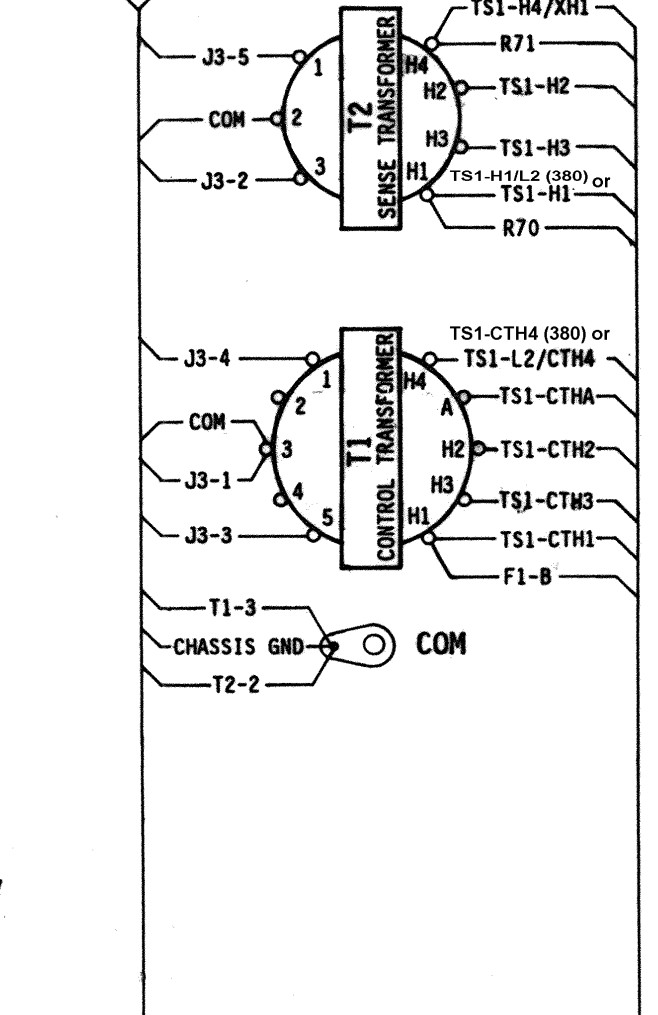 TS1-H4/XH1
J3-5
R71
1
H4
H2
TS1-H2
COM
2
T2
SENSE TRANSFORMER
H3
TS1-H3
3
H1
TS1-H1/L2 (380) or
J3-2
TS1-H1
R70
TS1-CTH4 (380) or
J3-4
TS1-L2/CTH4
1
H4
2
A
TS1-CTHA
COM
3
T1
CONTROL TRANSFORMER
H2
TS1-CTH2
J3-1
4
H3
TS1-CTH3
5
H1
J3-3
TS1-CTH1
F1-B
T1-3
CHASSIS GND
COM
T2-2